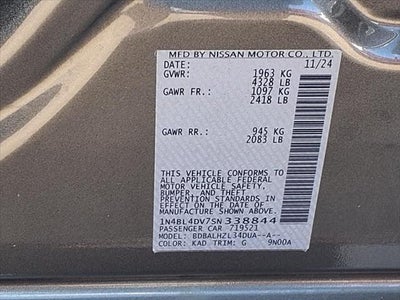 MFD BY NISSAN MOTOR CO., LTD.
DATE: 11/24
GVWR: 1963 KG
4328 LB
GAWR FR: 1097 KG
2418 LB
GAWR RR: 945 KG
2083 LB
THIS VEHICLE CONFORMS TO
ALL APPLICABLE FEDERAL
MOTOR VEHICLE SAFETY,
BUMPER, AND THEFT
PREVENTION STANDARDS
IN EFFECT ON THE DATE OF
MANUFACTURE SHOWN ABOVE.
1N4BL4DV7SN338844
PASSENGER CAR 719521
MODEL: BDBALHZL34DUA--A--
COLOR: KAD TRIM: G 9N00A